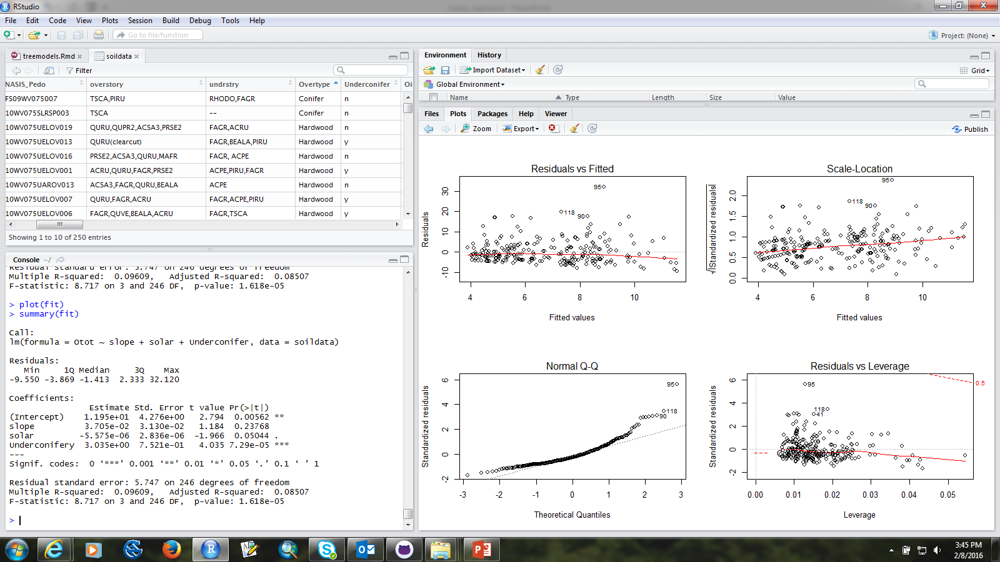 RStudio
File Edit Code View Plots Session Build Debug Tools Help
Go to file/function
Project: (None)
treemodels.Rmd
soildata
Filter
NASIS_Pedo overstory undrstry Overtype Underconifer Oi
FS09WV075007 TSCA,PIRU RHODO,FAGR Conifer n
10WV075SLRSP003 TSCA -- Conifer n
10WV075UELOV019 QURU,QUPR2,ACSA3,PRSE2 FAGR,ACRU Hardwood n
10WV075UELOV013 QURU(clearcut) FAGR,BEALA,PIRU Hardwood y
10WV075UELOV016 PRSE2,ACSA3,QURU,MAFR FAGR, ACPE Hardwood n
10WV075UELOV001 ACRU,QURU,FAGR,PRSE2 ACPE,PIRU,FAGR Hardwood y
10WV075UAROV013 ACSA3,FAGR,QURU,BEALA ACPE Hardwood n
10WV075UELOV007 QURU,FAGR,ACRU FAGR,ACPE,PIRU Hardwood y
10WV075UELOV006 FAGR,QUVE,BEALA,ACRU FAGR,TSCA Hardwood y
Showing 1 to 10 of 250 entries
Console ~/
Residual standard error: 5.747 on 246 degrees of freedom
Multiple R-squared:  0.09609,   Adjusted R-squared:  0.08507
F-statistic: 8.717 on 3 and 246 DF,  p-value: 1.618e-05
> plot(fit)
> summary(fit)
Call:
lm(formula = Otot ~ slope + solar + Underconifer, data = soildata)
Residuals:
Min 1Q Median 3Q Max
-9.550 -3.869 -1.413 2.333 32.120
Coefficients:
Estimate Std. Error t value Pr(>|t|)
(Intercept) 1.195e+01 4.276e+00 2.794 0.00562 **
slope 3.705e-02 3.130e-02 1.184 0.23768
solar -5.575e-06 2.836e-06 -1.966 0.05044 .
Underconifery 3.035e+00 7.521e-01 4.035 7.29e-05 ***
---
Signif. codes:  0 ‘***’ 0.001 ‘**’ 0.01 ‘*’ 0.05 ‘.’ 0.1 ‘ ’ 1
Residual standard error: 5.747 on 246 degrees of freedom
Multiple R-squared:  0.09609,   Adjusted R-squared:  0.08507
F-statistic: 8.717 on 3 and 246 DF,  p-value: 1.618e-05
>
Environment History
Import Dataset
Grid
Global Environment
Name Type Length Size Value
Files Plots Packages Help Viewer
Zoom Export Publish
Residuals vs Fitted
Residuals
30
20
10
0
-10
95
118
90
4 6 8 10
Fitted values
Scale-Location
√|Standardized residuals|
2.0
1.5
1.0
0.5
0.0
95
118
90
4 6 8 10
Fitted values
Normal Q-Q
Standardized residuals
6
4
2
0
-2
95
118
90
-3 -2 -1 0 1 2 3
Theoretical Quantiles
Residuals vs Leverage
Standardized residuals
6
4
2
0
-2
95
118
41
0.5
0.00 0.01 0.02 0.03 0.04 0.05
Leverage
3:45 PM
2/8/2016